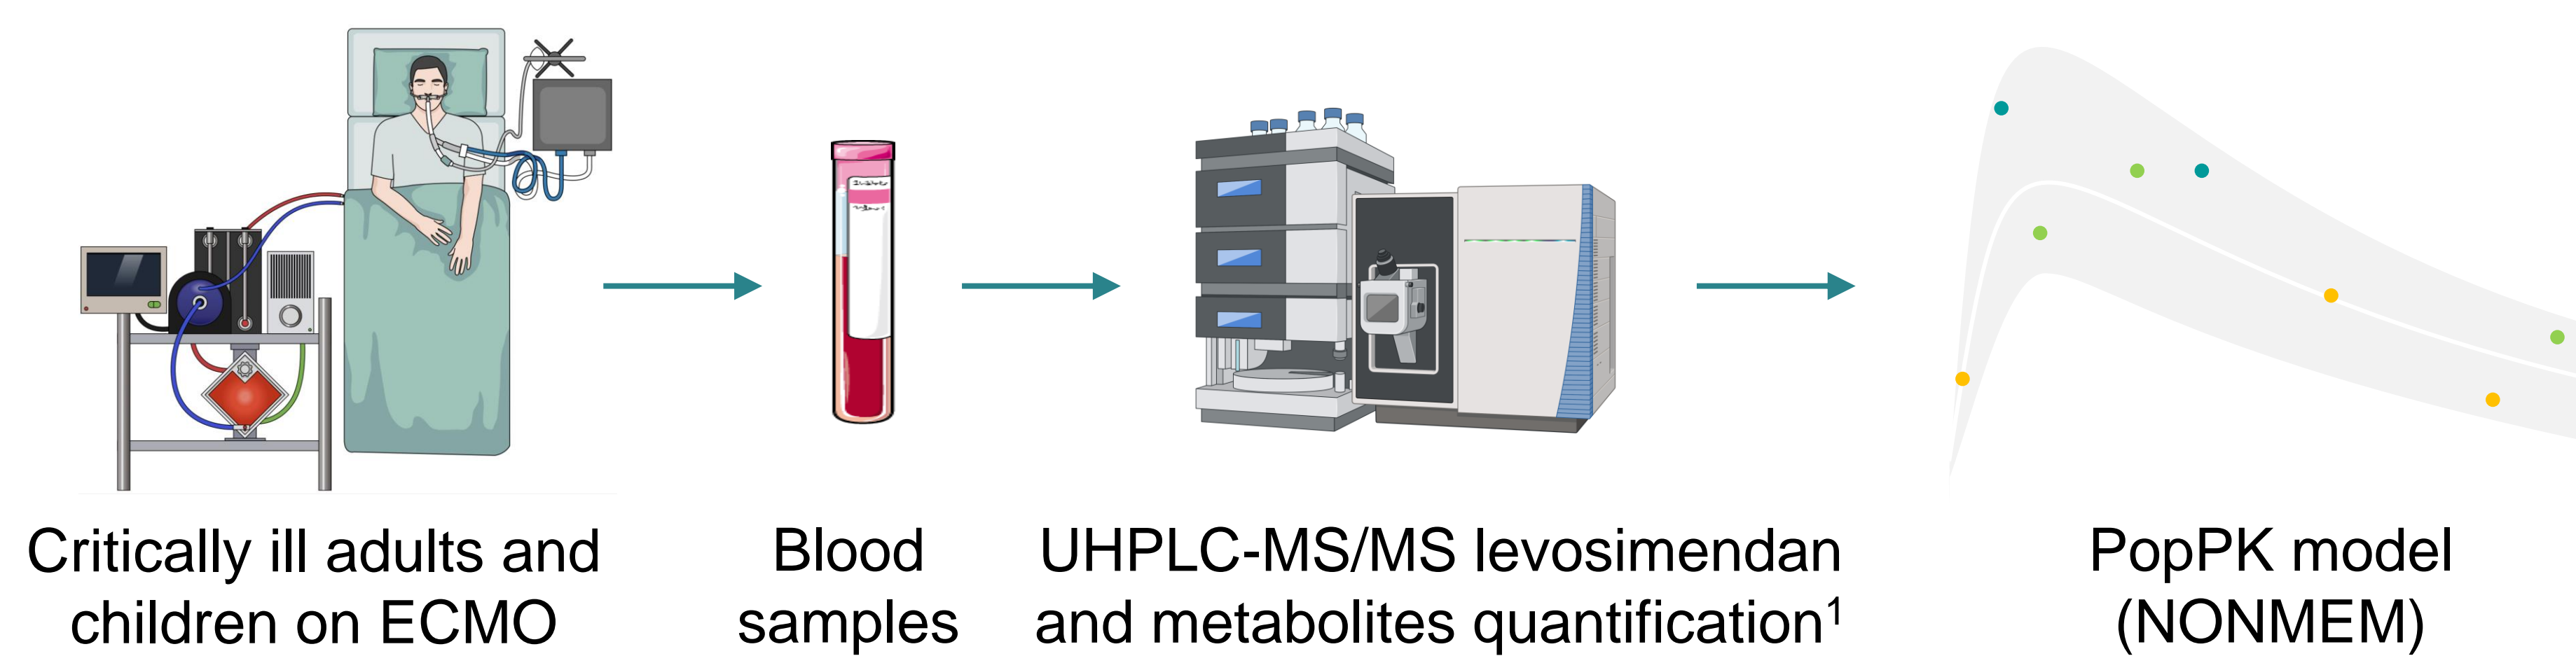 Critically ill adults and
children on ECMO
Blood
samples
UHPLC-MS/MS levosimendan
and metabolites quantification¹
PopPK model
(NONMEM)